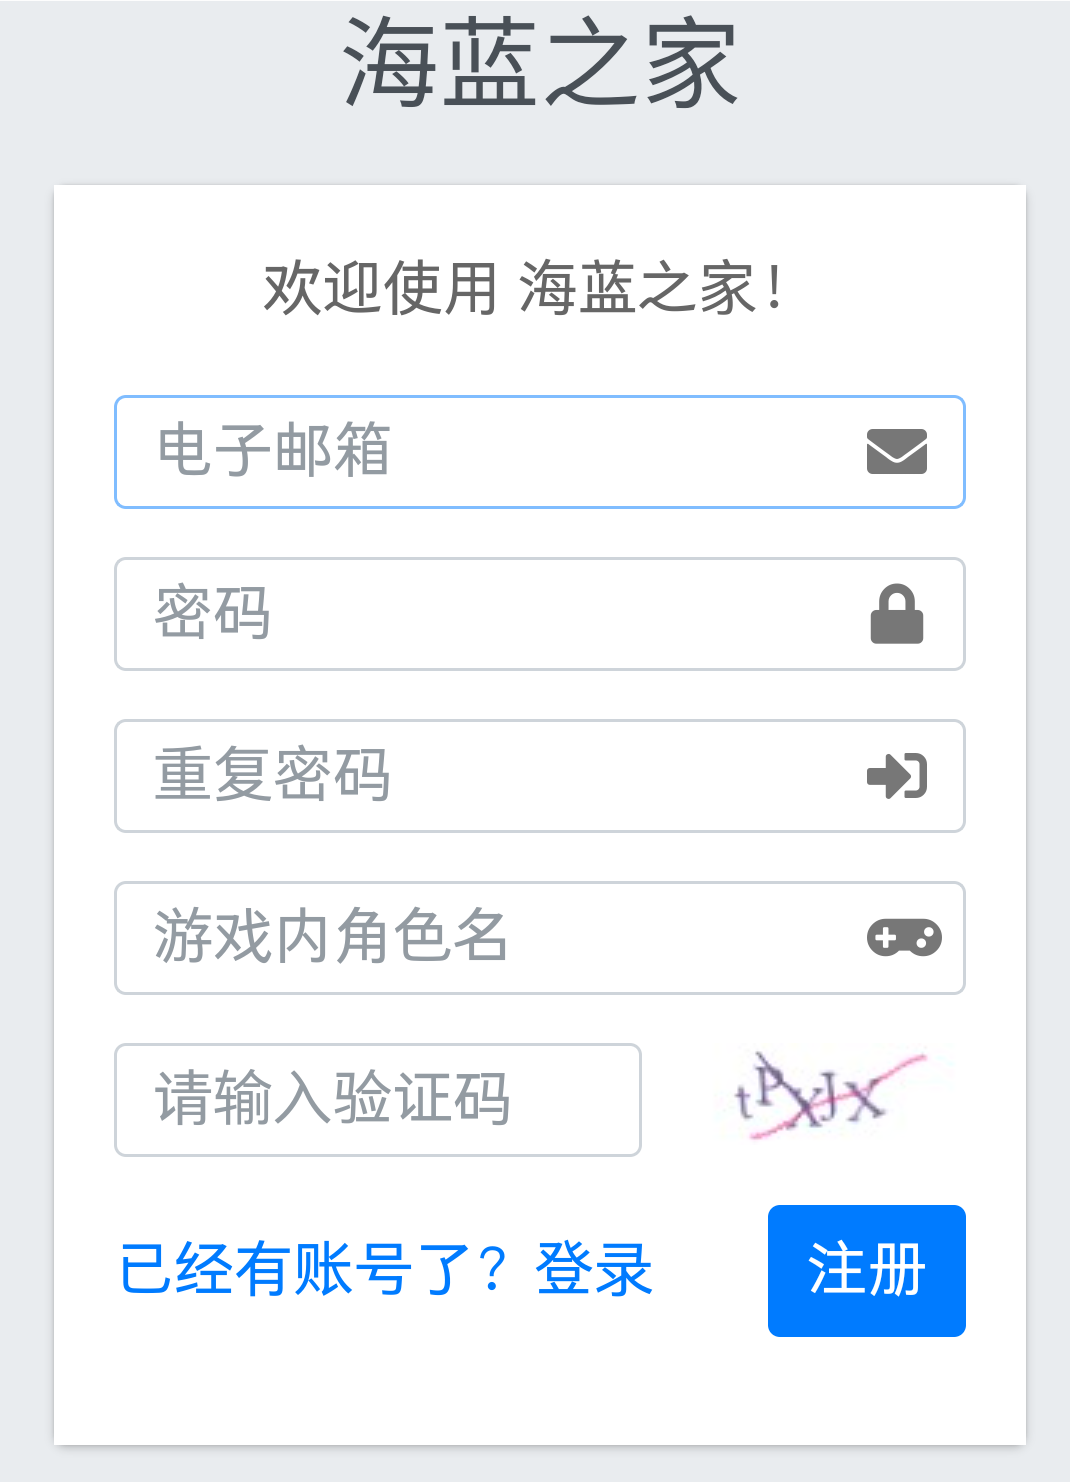 海蓝之家
欢迎使用 海蓝之家！
电子邮箱
密码
重复密码
游戏内角色名
请输入验证码
tPXJX
已经有账号了？登录
注册